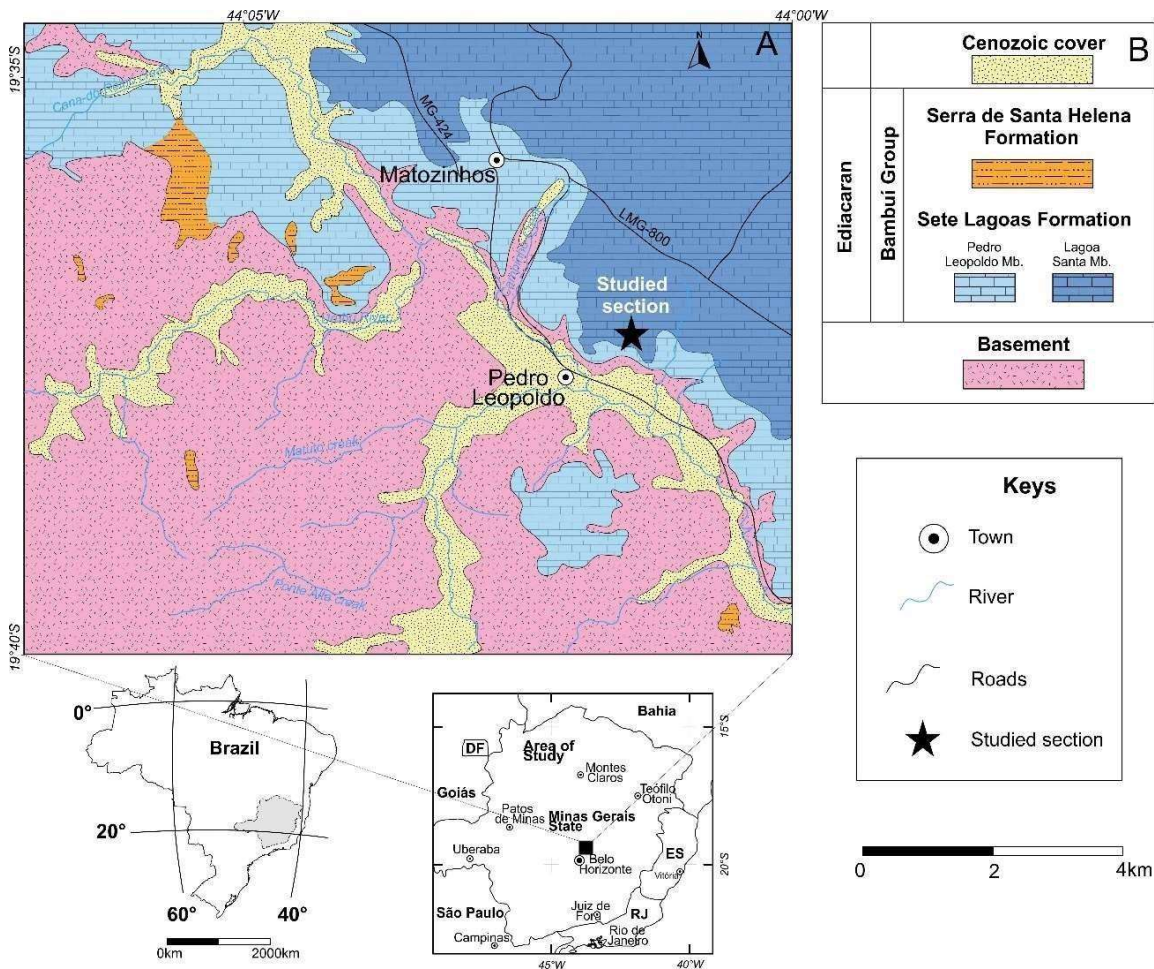 44°05'W
44°00'W
19°35'S
19°40'S
A
N
MG-424
Matozinhos
LMG-800
Studied
section
Pedro
Leopoldo
Matuto creak
Ponte Alta creak
B
Cenozoic cover
Ediacaran
Bambui Group
Serra de Santa Helena
Formation
Sete Lagoas Formation
Pedro
Leopoldo Mb.
Lagoa
Santa Mb.
Basement
Keys
Town
River
Roads
Studied section
0
2
4km
0°
Brazil
20°
60°
40°
0km
2000km
Bahia
15°S
DF
Area of
Study
Montes
Claros
Goiás
Teófilo
Otoni
Patos
de Minas
Minas Gerais
State
Uberaba
Belo
Horizonte
ES
20°S
Vitória
Juiz de
Fora
São Paulo
RJ
Rio de
Janeiro
Campinas
45°W
40°W